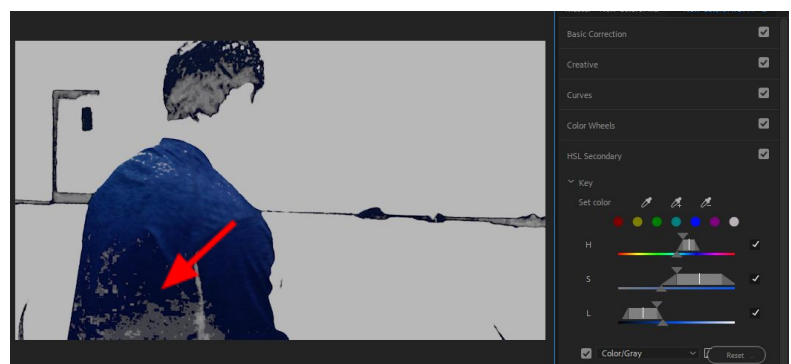 Basic Correction
Creative
Curves
Color Wheels
HSL Secondary
Key
Set color
H
S
L
Color/Gray
Reset